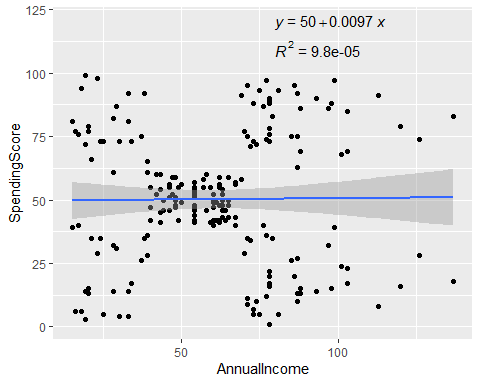 125
y = 50 + 0.0097 x
R² = 9.8e-05
100
75
50
25
0
SpendingScore
50
100
AnnualIncome